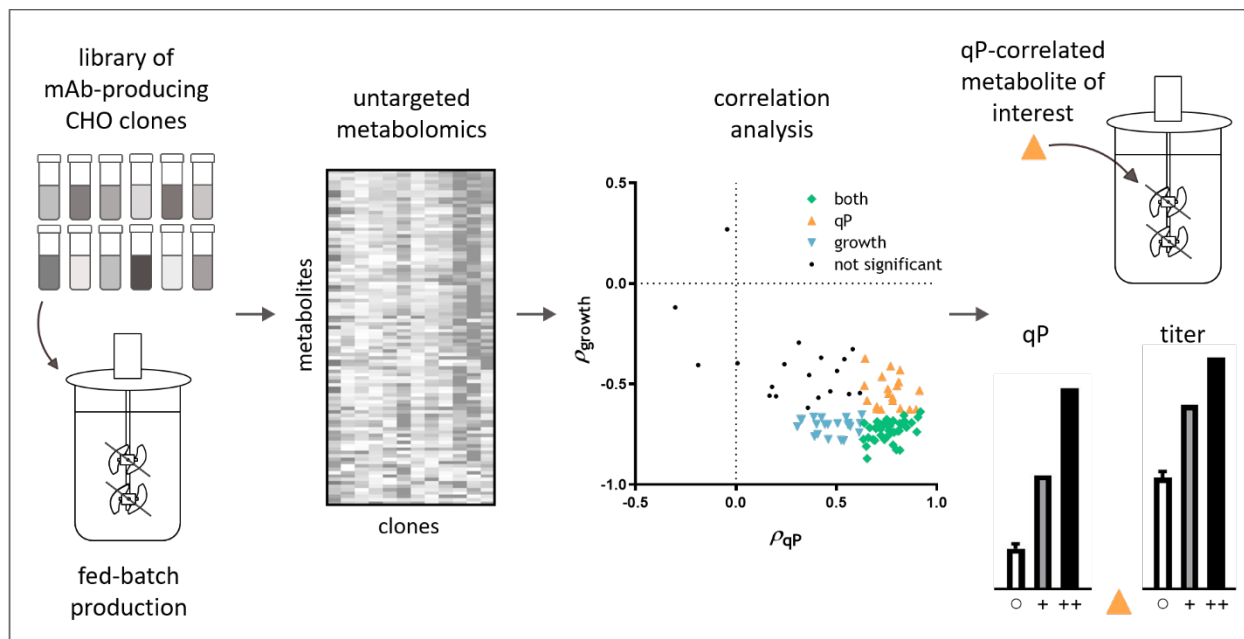 library of
mAb-producing
CHO clones
fed-batch
production
untargeted
metabolomics
metabolites
clones
correlation
analysis
0.5
0.0
-0.5
-1.0
-0.5
0.0
0.5
1.0
ρgrowth
ρqP
both
qP
growth
not significant
qP-correlated
metabolite of
interest
qP
titer
○ + ++
○ + ++